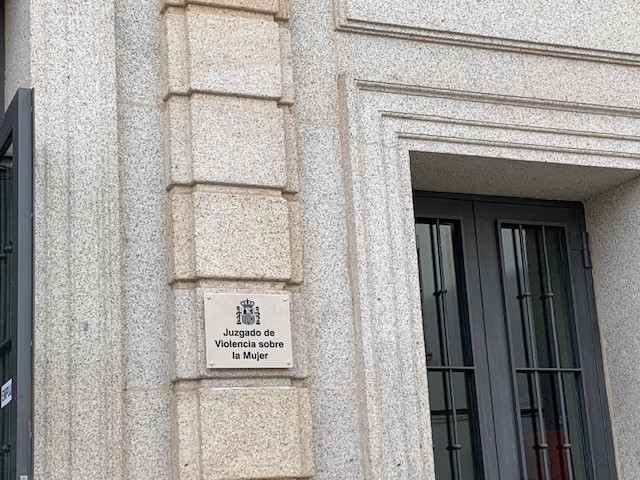 Juzgado de
Violencia sobre
la Mujer